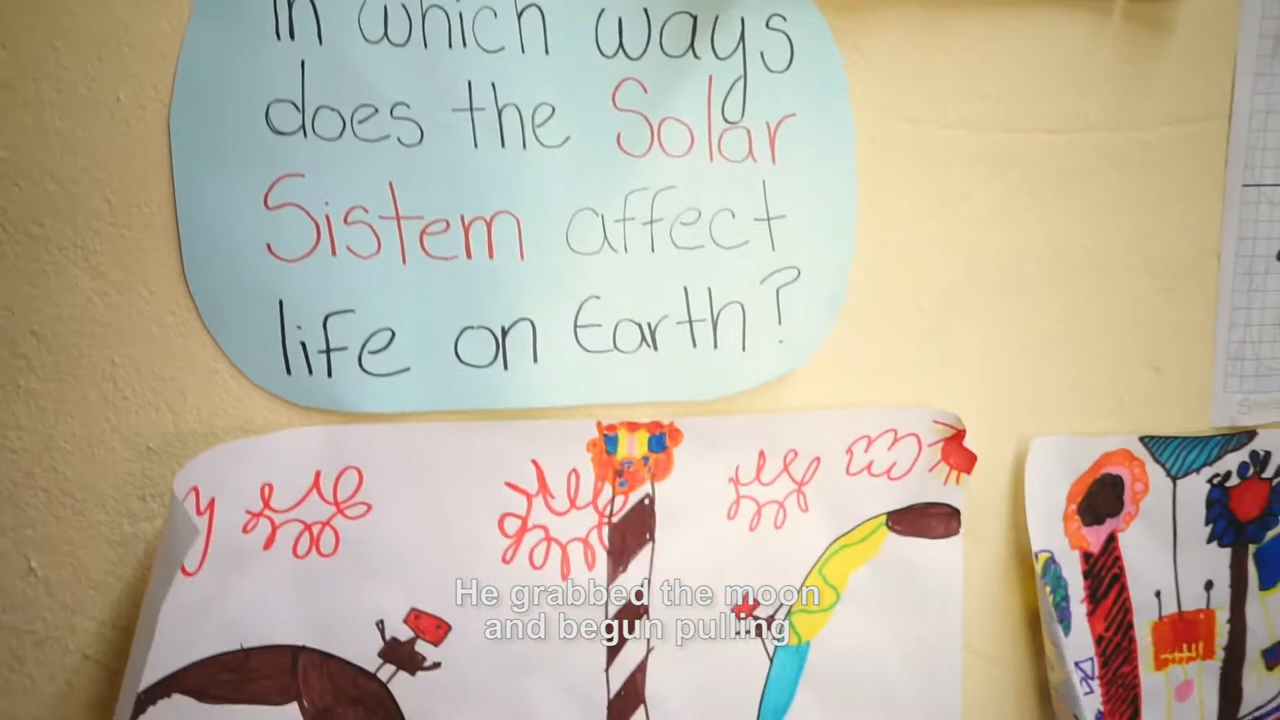 in which ways
does the Solar
Sistem affect
life on Earth?
He grabbed the moon
and begun pulling